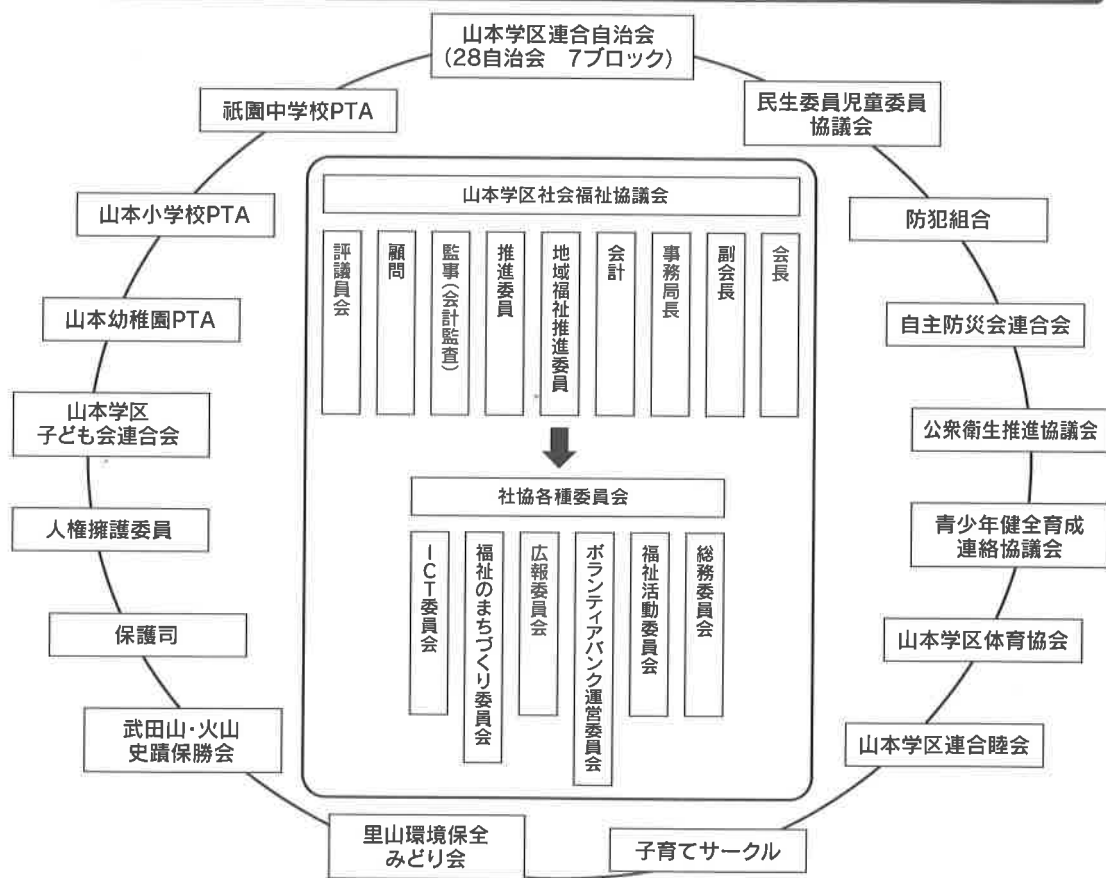 山本学区連合自治会
(28自治会 7ブロック)
民生委員児童委員
協議会
防犯組合
自主防災会連合会
公衆衛生推進協議会
青少年健全育成
連絡協議会
山本学区体育協会
山本学区連合睦会
子育てサークル
里山環境保全
みどり会
武田山・火山
史蹟保勝会
保護司
人権擁護委員
山本学区
子ども会連合会
山本幼稚園PTA
山本小学校PTA
祇園中学校PTA
山本学区社会福祉協議会
会長
副会長
事務局長
会計
地域福祉推進委員
推進委員
監事(会計監査)
顧問
評議員会
社協各種委員会
総務委員会
福祉活動委員会
ボランティアバンク運営委員会
広報委員会
福祉のまちづくり委員会
ICT委員会